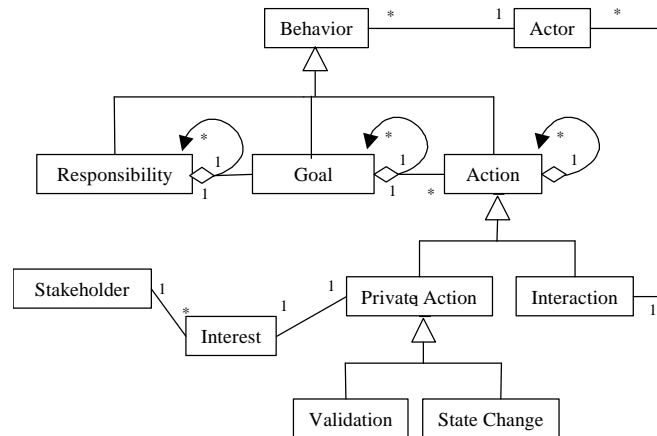 Behavior
*
1
Actor
*
*
1
*
1
*
1
Responsibility
1
Goal
1
*
Action
Stakeholder
1
*
Interest
1
1
Private Action
Interaction
1
Validation
State Change